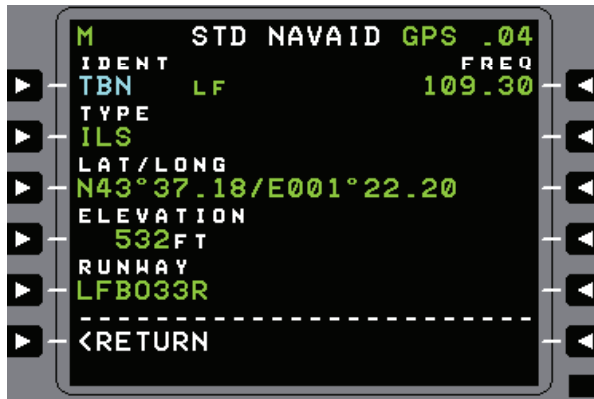 M STD NAVAID GPS .04
IDENT FREQ
TBN LF 109.30
TYPE
ILS
LAT/LONG
N43°37.18/E001°22.20
ELEVATION
532FT
RUNWAY
LFBO33R
--------------------------
<RETURN